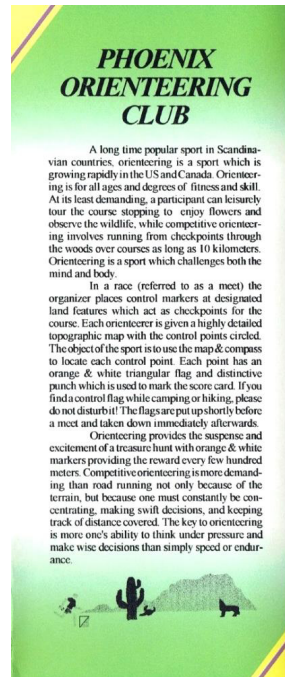 PHOENIX
ORIENTEERING
CLUB
A long time popular sport in Scandina-
vian countries, orienteering is a sport which is
growing rapidly in the US and Canada. Orienteer-
ing is for all ages and degrees of fitness and skill.
At its least demanding, a participant can leisurely
tour the course stopping to enjoy flowers and
observe the wildlife, while competitive orienteer-
ing involves running from checkpoints through
the woods over courses as long as 10 kilometers.
Orienteering is a sport which challenges both the
mind and body.
In a race (referred to as a meet) the
organizer places control markers at designated
land features which act as checkpoints for the
course. Each orienteerer is given a highly detailed
topographic map with the control points circled.
The object of the sport is to use the map & compass
to locate each control point. Each point has an
orange & white triangular flag and distinctive
punch which is used to mark the score card. If you
find a control flag while camping or hiking, please
do not disturb it! The flags are put up shortly before
a meet and taken down immediately afterwards.
Orienteering provides the suspense and
excitement of a treasure hunt with orange & white
markers providing the reward every few hundred
meters. Competitive orienteering is more demand-
ing than road running not only because of the
terrain, but because one must constantly be con-
centrating, making swift decisions, and keeping
track of distance covered. The key to orienteering
is more one's ability to think under pressure and
make wise decisions than simply speed or endur-
ance.